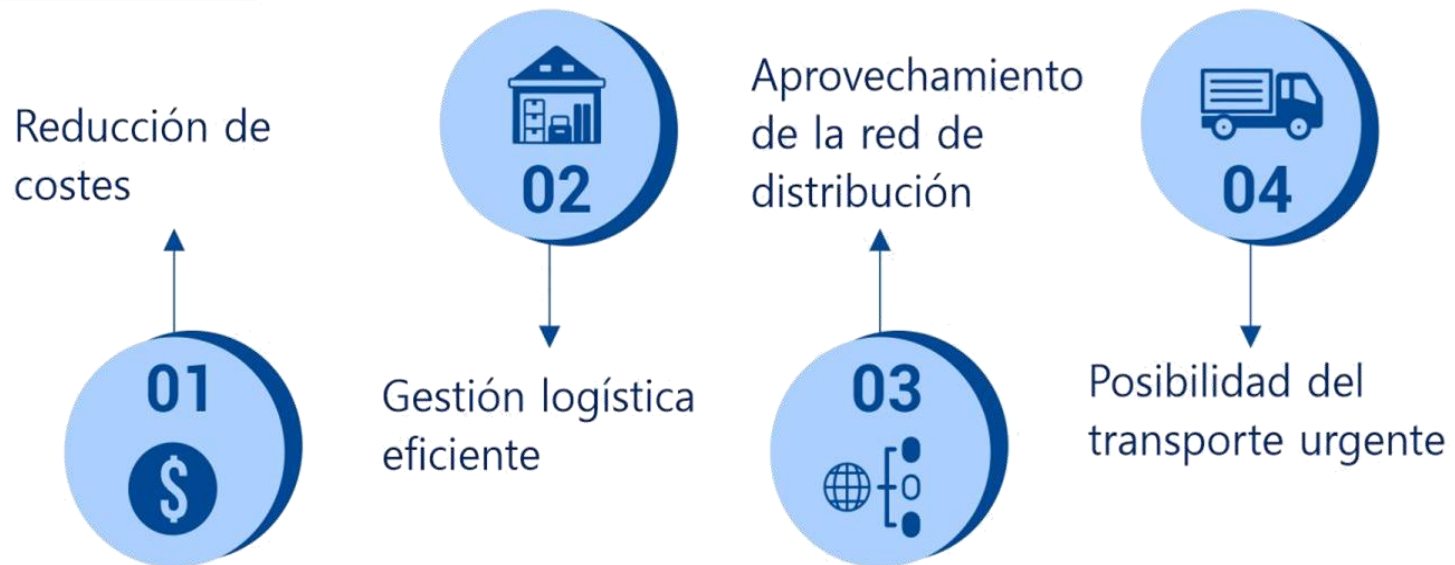 01
Reducción de
costes
02
Gestión logística
eficiente
03
Aprovechamiento
de la red de
distribución
04
Posibilidad del
transporte urgente